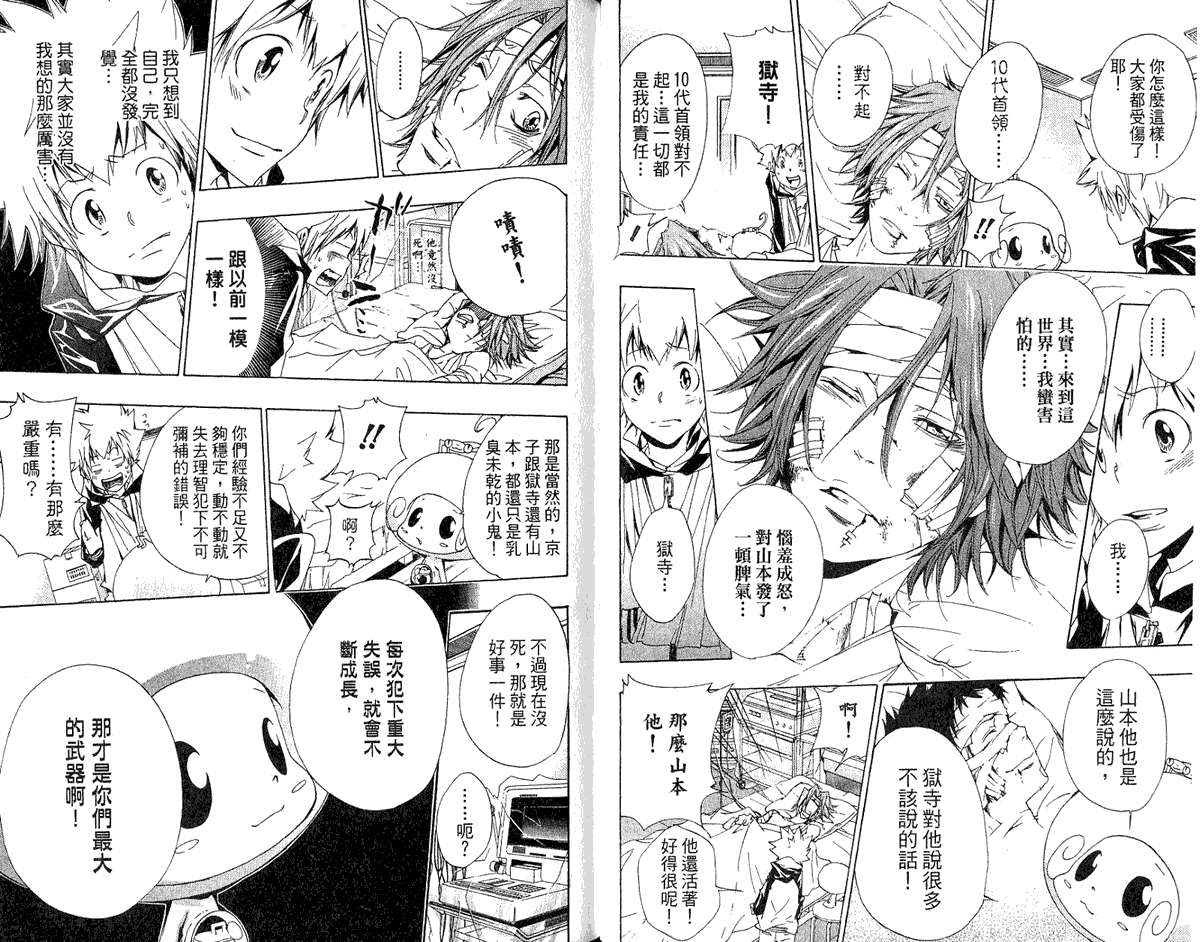 你怎麼這樣！
大家都受傷了
耶！
10代首領……
對不起
……
獄寺！
10代首領對不
起…這一切都
是我的責任…
！！
！
………
我…
其實…來到這
世界…我蠻害
怕的……
惱羞成怒，
對山本發了
一頓脾氣…
獄寺…
山本他也是
這麼說的，
獄寺對他說很多
不該說的話！
啊！
那麼山本
他！
他還活著！
好得很呢！
………
我只想到
自己，完
全都沒發
覺…
其實大家並沒有
我想的那麼厲害…
嘖嘖！
他竟然沒
死啊…
ガバ
跟以前一模
一樣！
那是當然的，京
子跟獄寺還有山
本，都還只是乳
臭未乾的小鬼！
！！
啊？
你們經驗不足又不
夠穩定，動不動就
失去理智犯下不可
彌補的錯誤！
有……有那麼
嚴重嗎？
不過現在沒
死，那就是
好事一件！
……呃？
每次犯下重大
失誤，就會不
斷成長，
那才是你們最大
的武器啊！